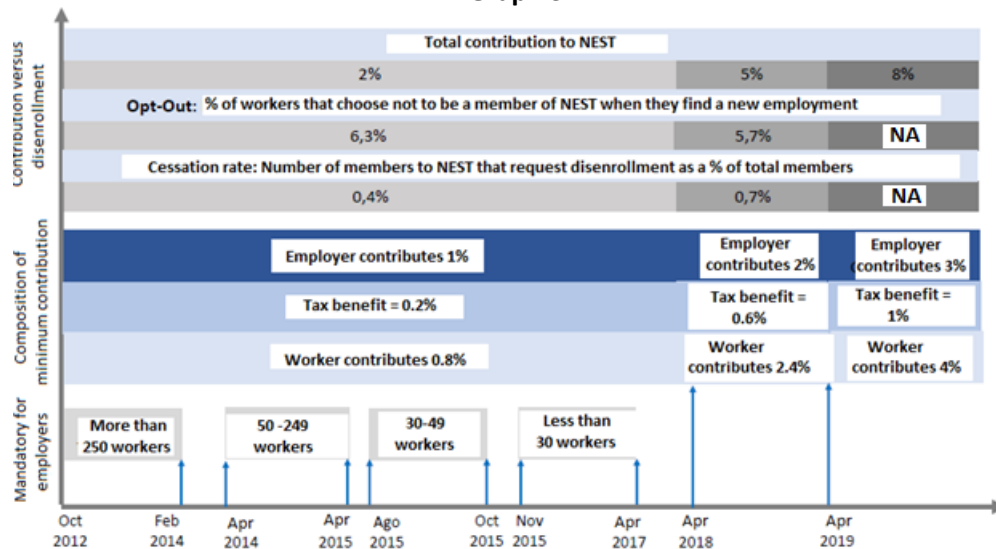 Contribution versus
disenrollment
Total contribution to NEST
2% 5% 8%
Opt-Out: % of workers that choose not to be a member of NEST when they find a new employment
6,3% 5,7% NA
Cessation rate: Number of members to NEST that request disenrollment as a % of total members
0,4% 0,7% NA
Composition of
minimum contribution
Employer contributes 1%
Employer
contributes 2%
Employer
contributes 3%
Tax benefit = 0.2%
Tax benefit =
0.6%
Tax benefit =
1%
Worker contributes 0.8%
Worker
contributes 2.4%
Worker
contributes 4%
Mandatory for
employers
More than
250 workers
50 -249
workers
30-49
workers
Less than
30 workers
Oct
2012
Feb
2014
Apr
2014
Apr
2015
Ago
2015
Oct
2015
Nov
2015
Apr
2017
Apr
2018
Apr
2019